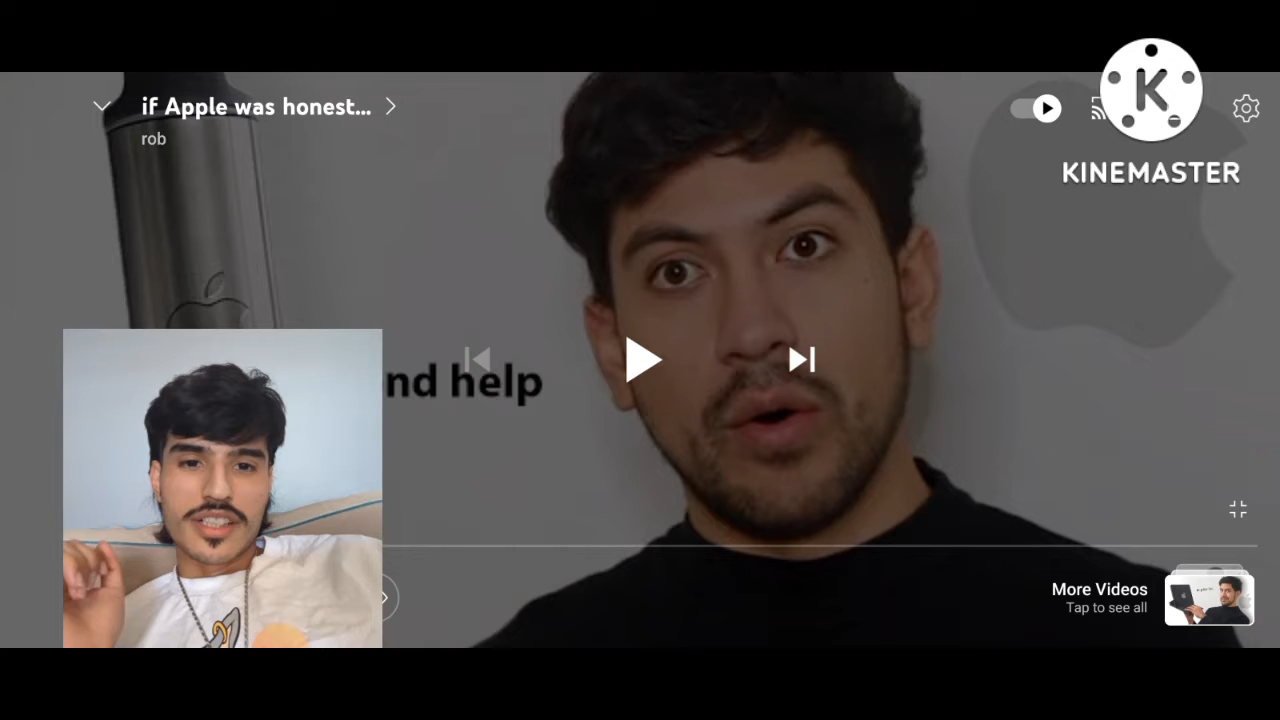 if Apple was honest...
rob
K
KINEMASTER
nd help
More Videos
Tap to see all